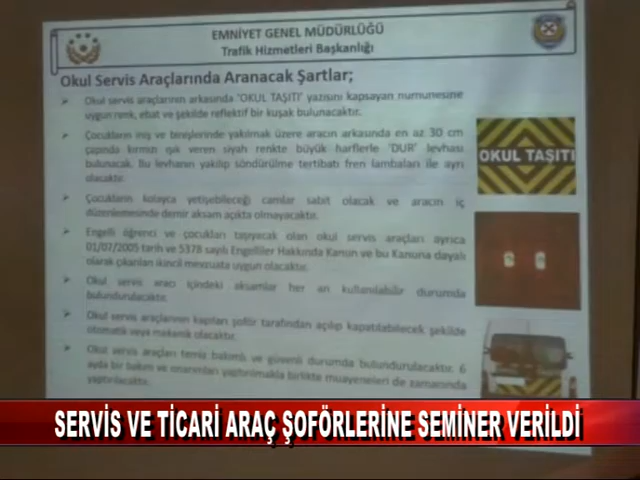 EMNİYET GENEL MÜDÜRLÜĞÜ
Trafik Hizmetleri Başkanlığı
Okul Servis Araçlarında Aranacak Şartlar;
Okul servis araçlarının arkasında 'OKUL TAŞITI' yazısını kapsayan numunesine
uygun renk, ebat ve şekilde reflektif bir kuşak bulunacaktır.
Çocukların iniş ve binişlerinde yakılmak üzere aracın arkasında en az 30 cm
çapında kırmızı ışık veren siyah renkte büyük harflerle 'DUR' levhası
bulunacak. Bu levhanın yakılıp söndürülme tertibatı fren lambaları ile ayrı
olacaktır.
OKUL TAŞITI
Çocukların kolayca yetişebileceği camlar sabit olacak ve aracın iç
düzenlemesinde demir aksam açıkta olmayacaktır.
Engelli öğrenci ve çocukları taşıyacak olan okul servis araçları ayrıca
01/07/2005 tarih ve 5378 sayılı Engelliler Hakkında Kanun ve bu Kanuna dayalı
olarak çıkarılan ikincil mevzuata uygun olacaktır.
Okul servis aracı içindeki aksamlar her an kullanılabilir durumda
bulundurulacaktır.
Okul servis araçlarının kapıları şoför tarafından açılıp kapatılabilecek şekilde
otomatik veya mekanik olacaktır.
Okul servis araçları temiz bakımlı ve güvenli durumda bulundurulacaktır. 6
ayda bir bakım ve onarımları yaptırılmakla birlikte muayeneleri de zamanında
yaptırılacaktır.
SERVİS VE TİCARİ ARAÇ ŞOFÖRLERİNE SEMİNER VERİLDİ